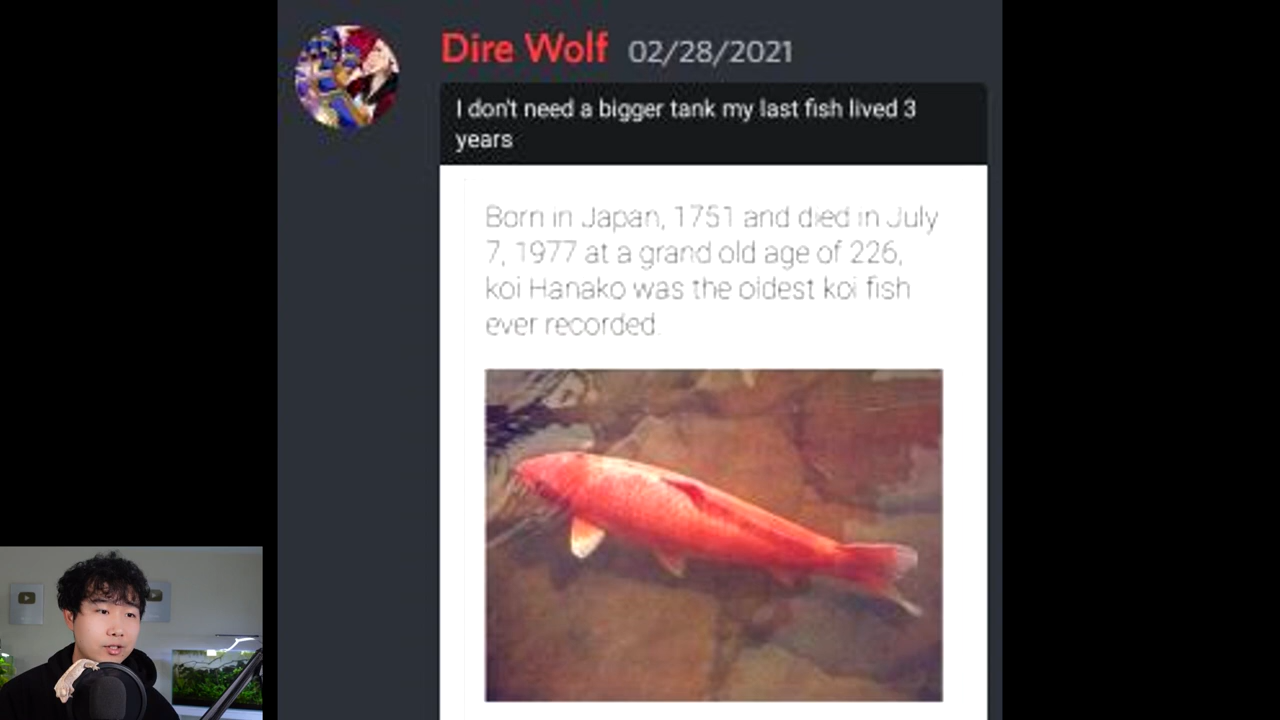 Dire Wolf 02/28/2021
I don't need a bigger tank my last fish lived 3
years
Born in Japan, 1751 and died in July
7, 1977 at a grand old age of 226,
koi Hanako was the oldest koi fish
ever recorded.